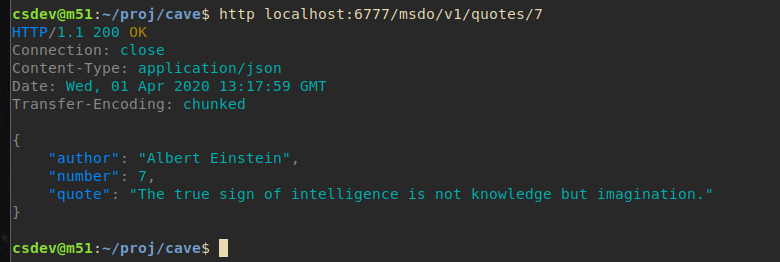 csdev@m51:~/proj/cave$ http localhost:6777/msdo/v1/quotes/7
HTTP/1.1 200 OK
Connection: close
Content-Type: application/json
Date: Wed, 01 Apr 2020 13:17:59 GMT
Transfer-Encoding: chunked

{
    "author": "Albert Einstein",
    "number": 7,
    "quote": "The true sign of intelligence is not knowledge but imagination."
}

csdev@m51:~/proj/cave$